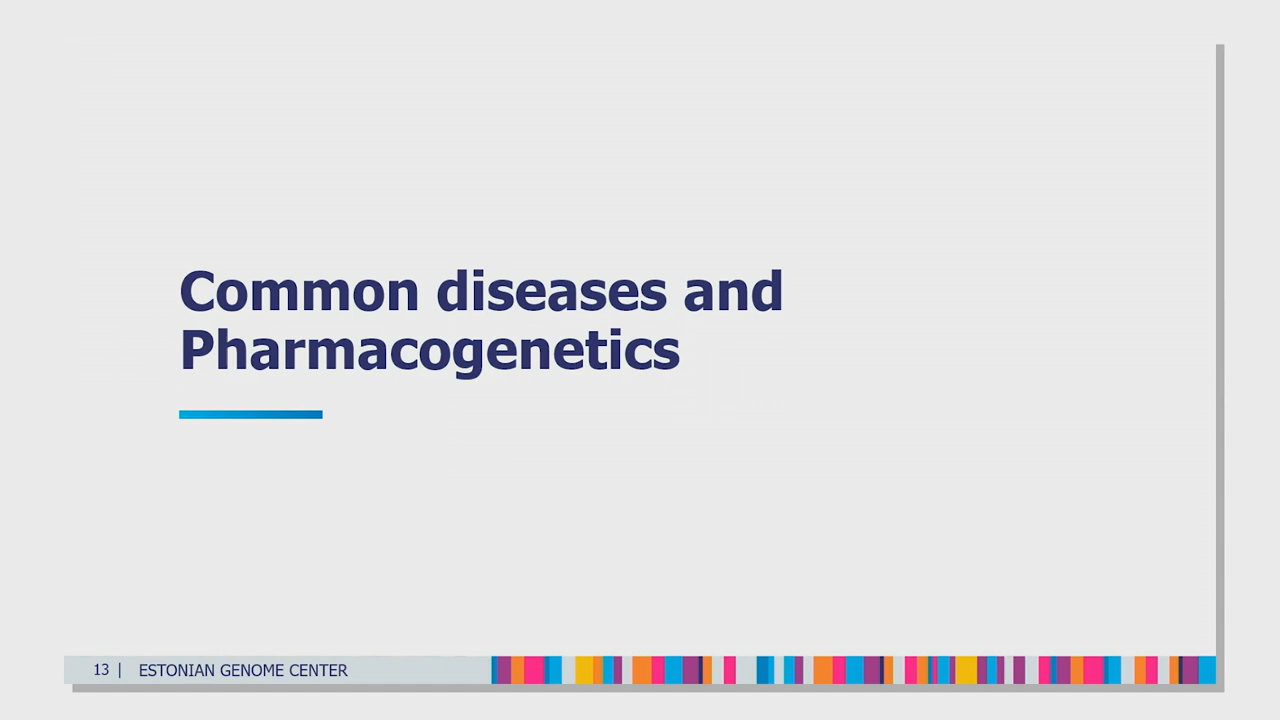 Common diseases and
Pharmacogenetics
13 | ESTONIAN GENOME CENTER